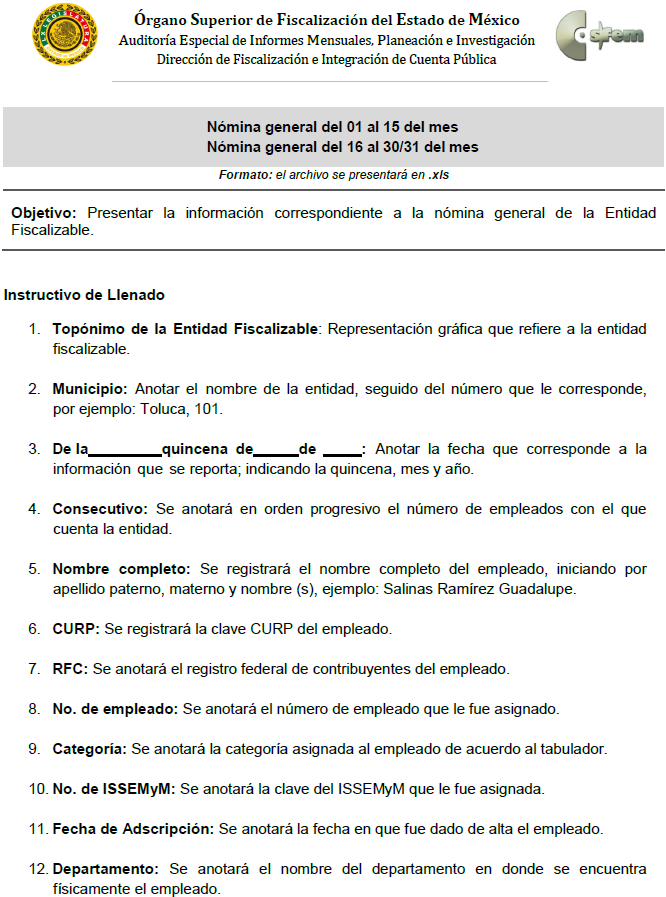 LIX LEGISLATURA
Órgano Superior de Fiscalización del Estado de México
Auditoría Especial de Informes Mensuales, Planeación e Investigación
Dirección de Fiscalización e Integración de Cuenta Pública
osfem
Nómina general del 01 al 15 del mes
Nómina general del 16 al 30/31 del mes
Formato: el archivo se presentará en .xls
Objetivo: Presentar la información correspondiente a la nómina general de la Entidad
Fiscalizable.
Instructivo de Llenado
1. Topónimo de la Entidad Fiscalizable: Representación gráfica que refiere a la entidad
fiscalizable.
2. Municipio: Anotar el nombre de la entidad, seguido del número que le corresponde,
por ejemplo: Toluca, 101.
3. De la_________quincena de_____de _____: Anotar la fecha que corresponde a la
información que se reporta; indicando la quincena, mes y año.
4. Consecutivo: Se anotará en orden progresivo el número de empleados con el que
cuenta la entidad.
5. Nombre completo: Se registrará el nombre completo del empleado, iniciando por
apellido paterno, materno y nombre (s), ejemplo: Salinas Ramírez Guadalupe.
6. CURP: Se registrará la clave CURP del empleado.
7. RFC: Se anotará el registro federal de contribuyentes del empleado.
8. No. de empleado: Se anotará el número de empleado que le fue asignado.
9. Categoría: Se anotará la categoría asignada al empleado de acuerdo al tabulador.
10. No. de ISSEMyM: Se anotará la clave del ISSEMyM que le fue asignada.
11. Fecha de Adscripción: Se anotará la fecha en que fue dado de alta el empleado.
12. Departamento: Se anotará el nombre del departamento en donde se encuentra
físicamente el empleado.